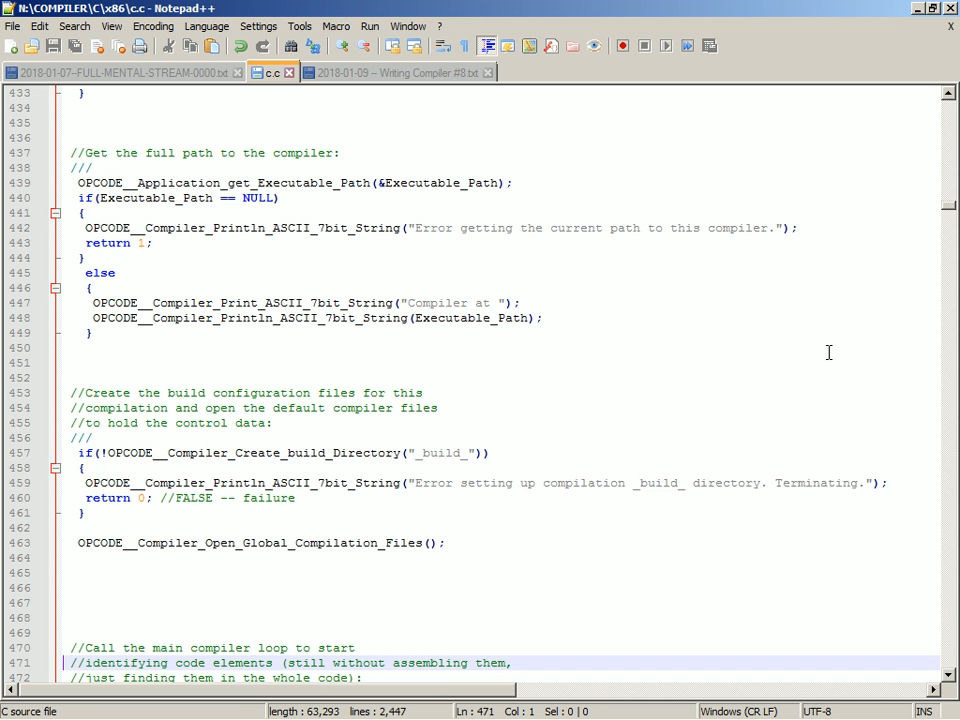 N:\COMPILER\C\x86\c.c - Notepad++
File Edit Search View Encoding Language Settings Tools Macro Run Window ? X
2018-01-07-FULL-MENTAL-STREAM-0000.txt c.c 2018-01-09 – Writing Compiler #8.txt
433 }
434
435
436
437 //Get the full path to the compiler:
438 ///
439 OPCODE__Application_get_Executable_Path(&Executable_Path);
440 if(Executable_Path == NULL)
441 {
442 OPCODE__Compiler_Println_ASCII_7bit_String("Error getting the current path to this compiler.");
443 return 1;
444 }
445 else
446 {
447 OPCODE__Compiler_Print_ASCII_7bit_String("Compiler at ");
448 OPCODE__Compiler_Println_ASCII_7bit_String(Executable_Path);
449 }
450
451
452
453 //Create the build configuration files for this
454 //compilation and open the default compiler files
455 //to hold the control data:
456 ///
457 if(!OPCODE__Compiler_Create_build_Directory("_build_"))
458 {
459 OPCODE__Compiler_Println_ASCII_7bit_String("Error setting up compilation _build_ directory. Terminating.");
460 return 0; //FALSE -- failure
461 }
462
463 OPCODE__Compiler_Open_Global_Compilation_Files();
464
465
466
467
468
469
470 //Call the main compiler loop to start
471 //identifying code elements (still without assembling them,
472 //just finding them in the whole code):
C source file length : 63,293 lines : 2,447 Ln : 471 Col : 1 Sel : 0 | 0 Windows (CR LF) UTF-8 INS